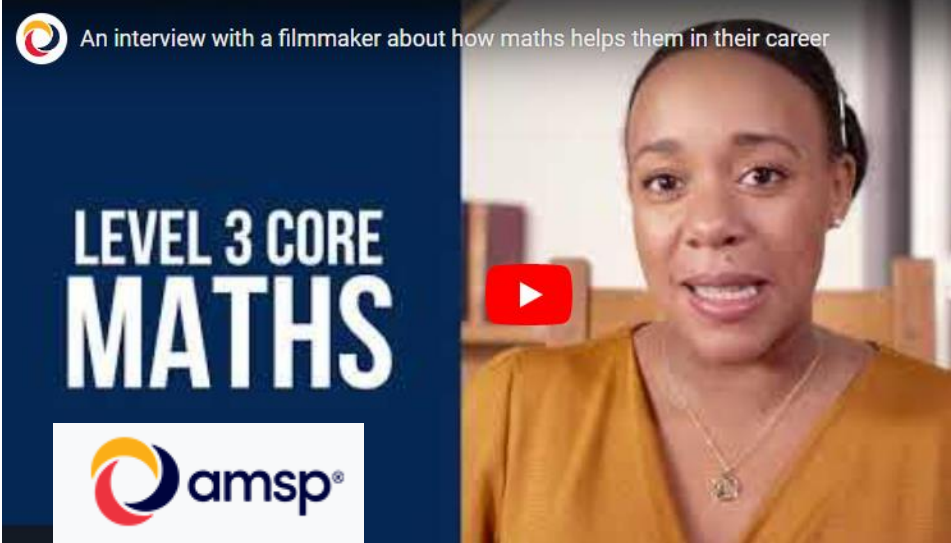 An interview with a filmmaker about how maths helps them in their career
LEVEL 3 CORE
MATHS
amsp®